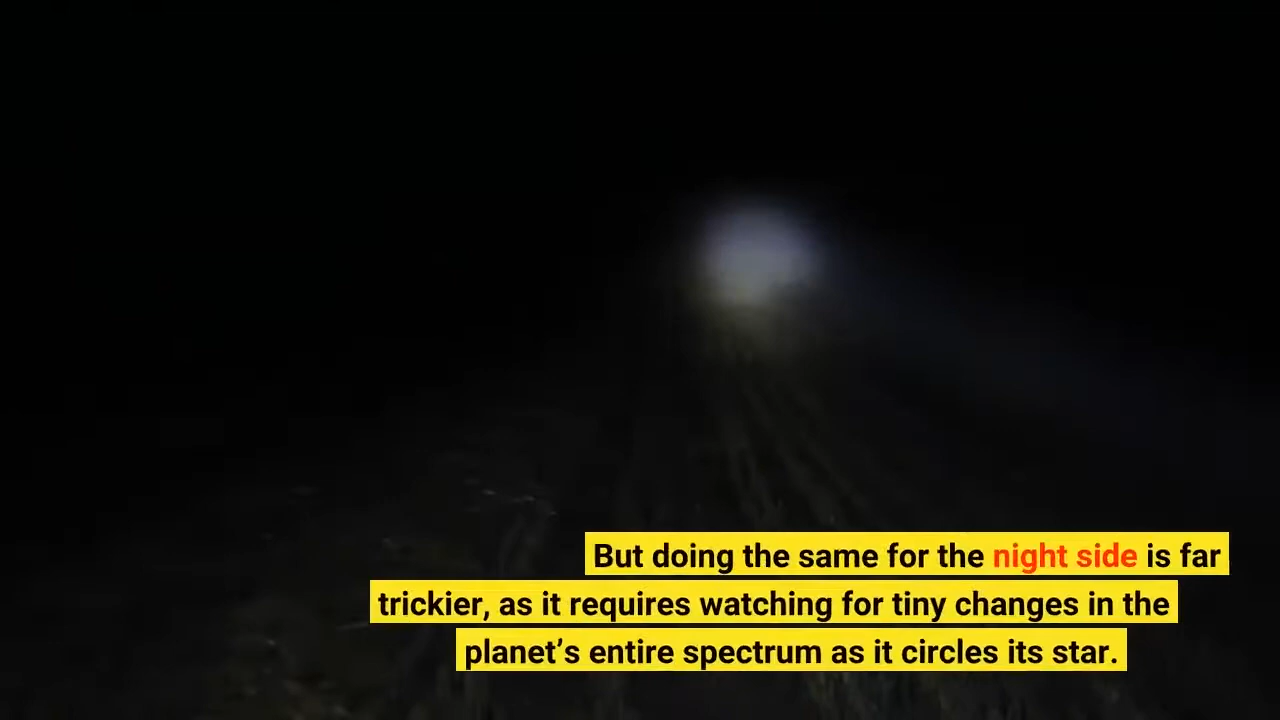 But doing the same for the night side is far
trickier, as it requires watching for tiny changes in the
planet’s entire spectrum as it circles its star.